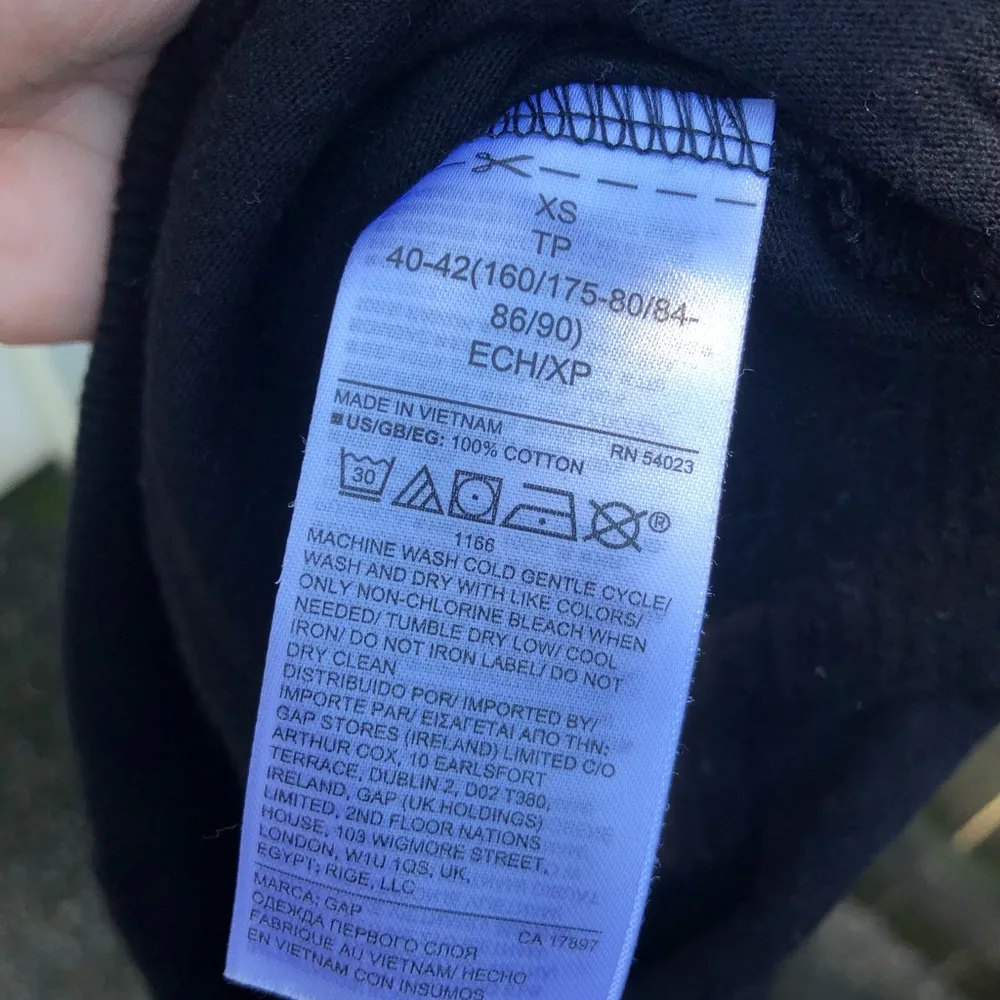 XS
TP
40-42(160/175-80/84-
86/90)
ECH/XP
MADE IN VIETNAM
RN 54023
US/GB/EG: 100% COTTON
30
®
1166
MACHINE WASH COLD GENTLE CYCLE/
WASH AND DRY WITH LIKE COLORS/
ONLY NON-CHLORINE BLEACH WHEN
NEEDED/ TUMBLE DRY LOW/ COOL
IRON/ DO NOT IRON LABEL/ DO NOT
DRY CLEAN
DISTRIBUIDO POR/ IMPORTED BY/
IMPORTE PAR/ ΕΙΣΑΓΕΤΑΙ ΑΠΟ ΤΗΝ:
GAP STORES (IRELAND) LIMITED C/O
ARTHUR COX, 10 EARLSFORT
TERRACE, DUBLIN 2, D02 T380,
IRELAND, GAP (UK HOLDINGS)
LIMITED, 2ND FLOOR NATIONS
HOUSE, 103 WIGMORE STREET,
LONDON, W1U 1QS, UK,
EGYPT; RIGE, LLC
MARCA: GAP
CA 17897
ОДЕЖДА ПЕРВОГО СЛОЯ
FABRIQUE AU VIETNAM/ HECHO
EN VIETNAM CON INSUMOS